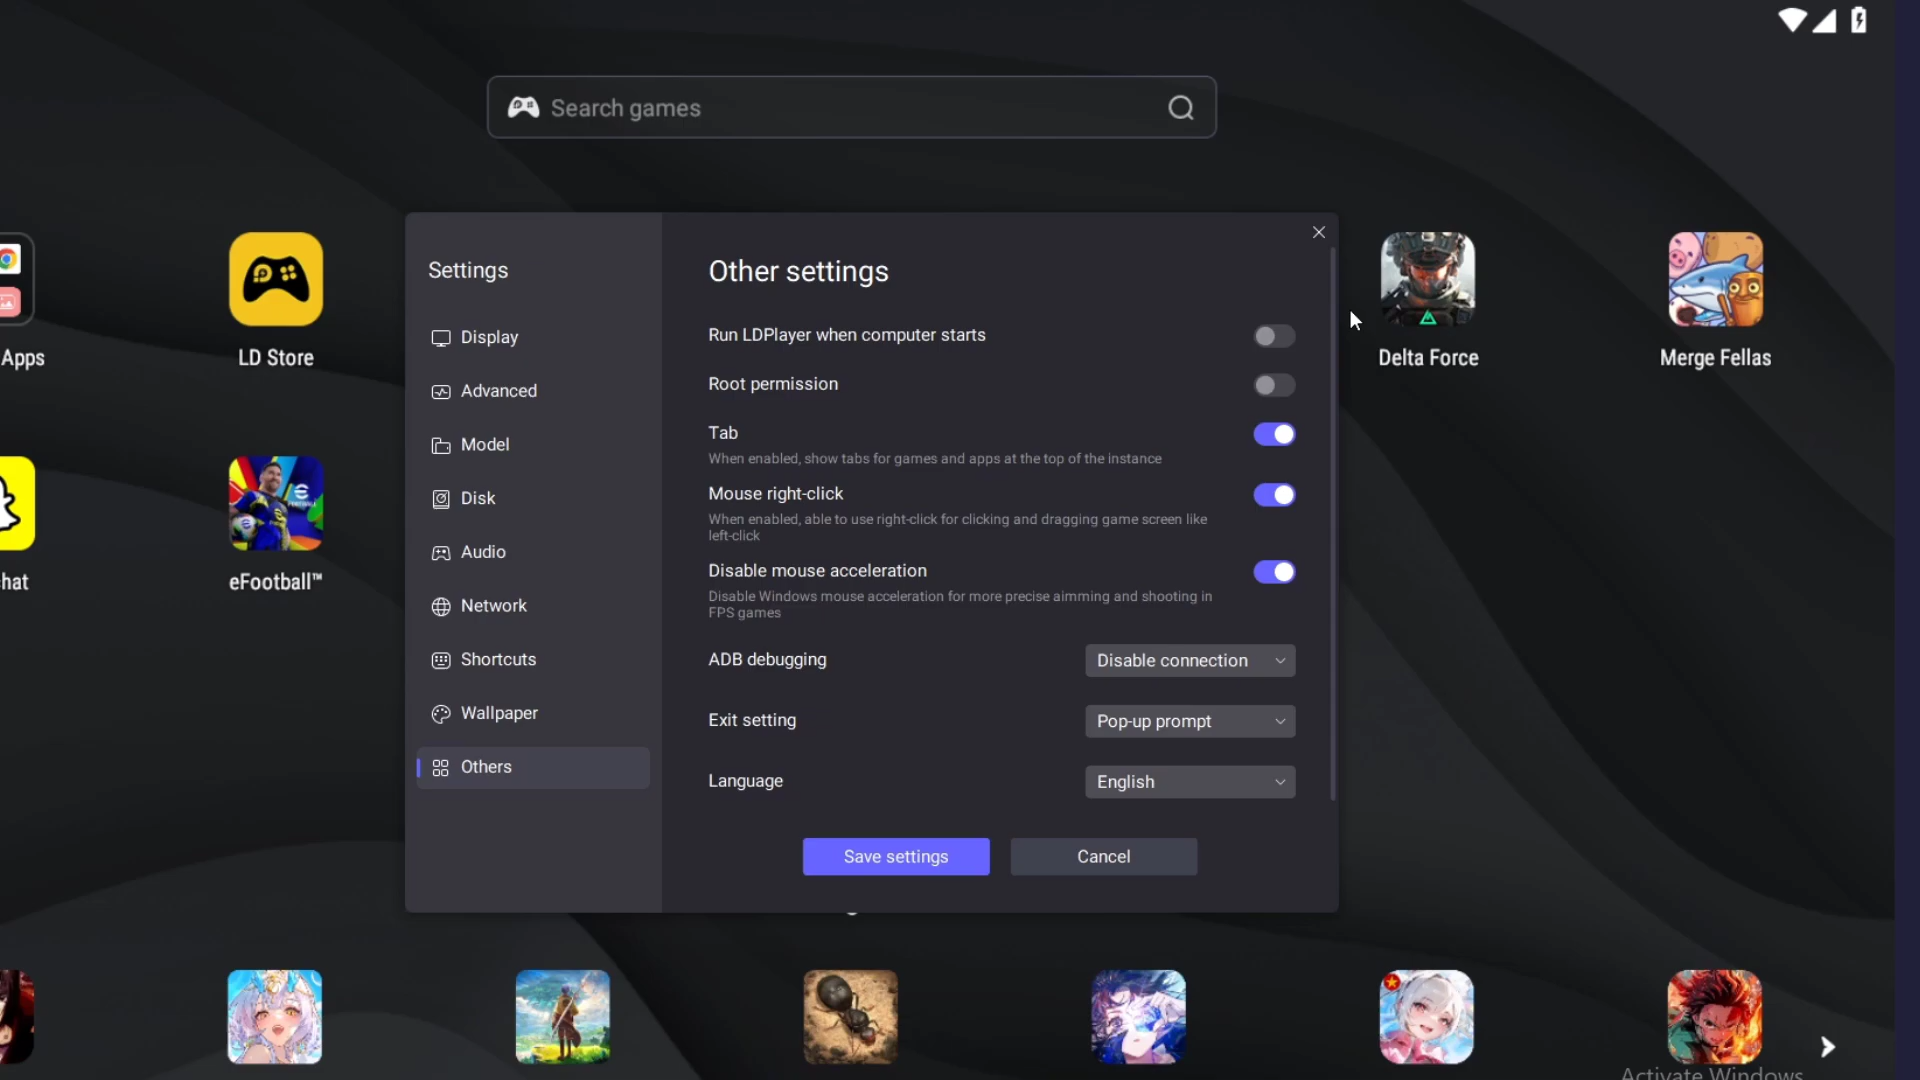 Search games
Apps
LD Store
Delta Force
Merge Fellas
hat
eFootball™
Settings
Display
Advanced
Model
Disk
Audio
Network
Shortcuts
Wallpaper
Others
Other settings
Run LDPlayer when computer starts
Root permission
Tab
When enabled, show tabs for games and apps at the top of the instance
Mouse right-click
When enabled, able to use right-click for clicking and dragging game screen like
left-click
Disable mouse acceleration
Disable Windows mouse acceleration for more precise aimming and shooting in
FPS games
ADB debugging
Disable connection
Exit setting
Pop-up prompt
Language
English
Save settings
Cancel
Activate Windows